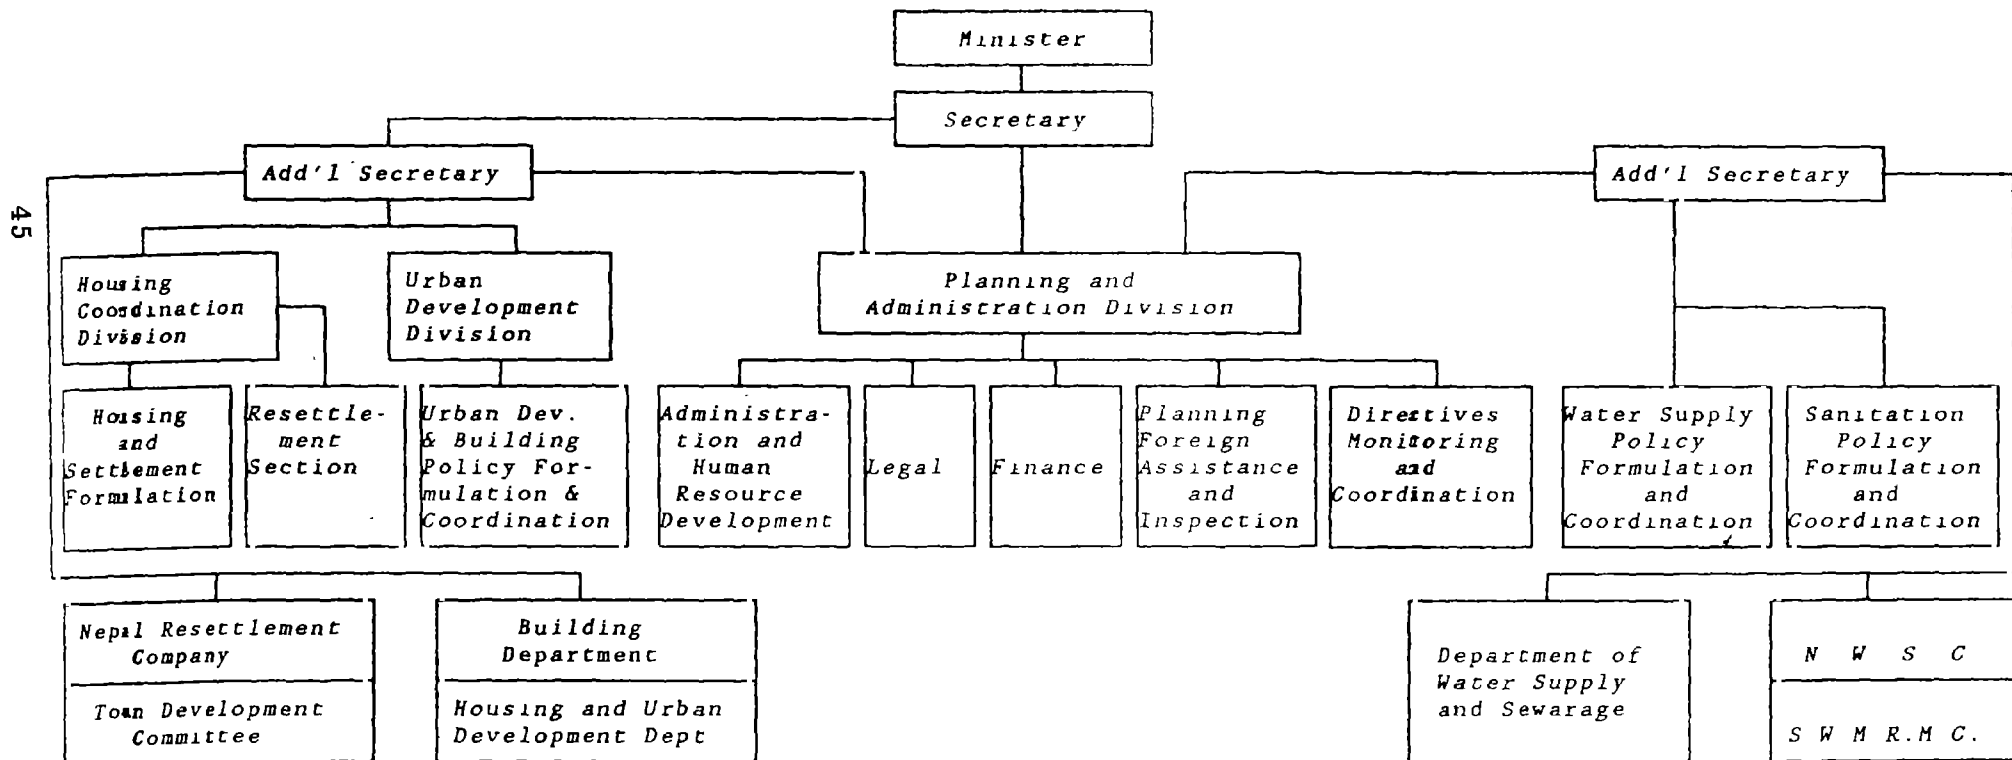 Minister
Secretary
Add'l Secretary
Add'l Secretary
45
Housing
Coordination
Division
Urban
Development
Division
Planning and
Administration Division
Housing
and
Settlement
Formulation
Resettle-
ment
Section
Urban Dev.
& Building
Policy For-
mulation &
Coordination
Administra-
tion and
Human
Resource
Development
Legal
Finance
Planning
Foreign
Assistance
and
Inspection
Directives
Monitoring
and
Coordination
Water Supply
Policy
Formulation
and
Coordination
Sanitation
Policy
Formulation
and
Coordination
Nepal Resettlement
Company
Town Development
Committee
Building
Department
Housing and Urban
Development Dept
Department of
Water Supply
and Sewarage
N W S C
S W M R.M C.